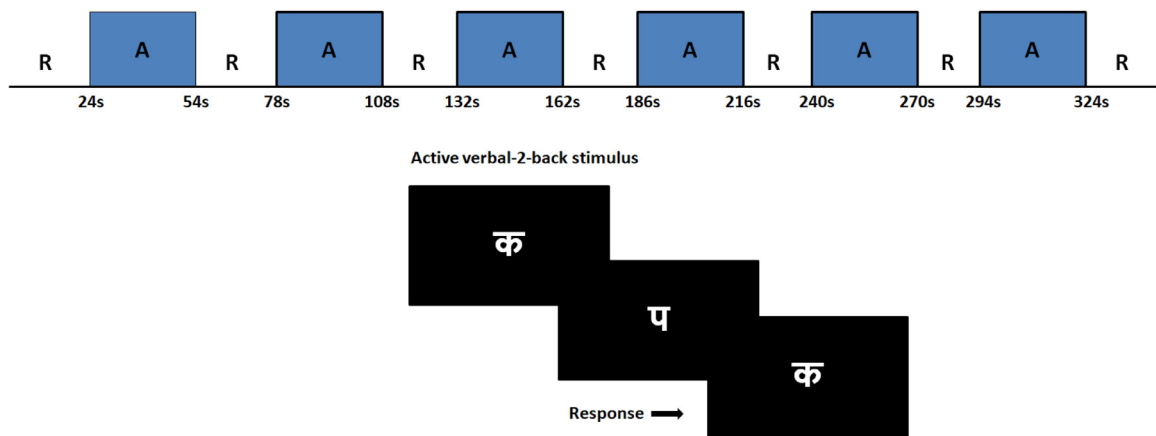 R A R A R A R A R A R A R
24s 54s 78s 108s 132s 162s 186s 216s 240s 270s 294s 324s
Active verbal-2-back stimulus
क
प
क
Response